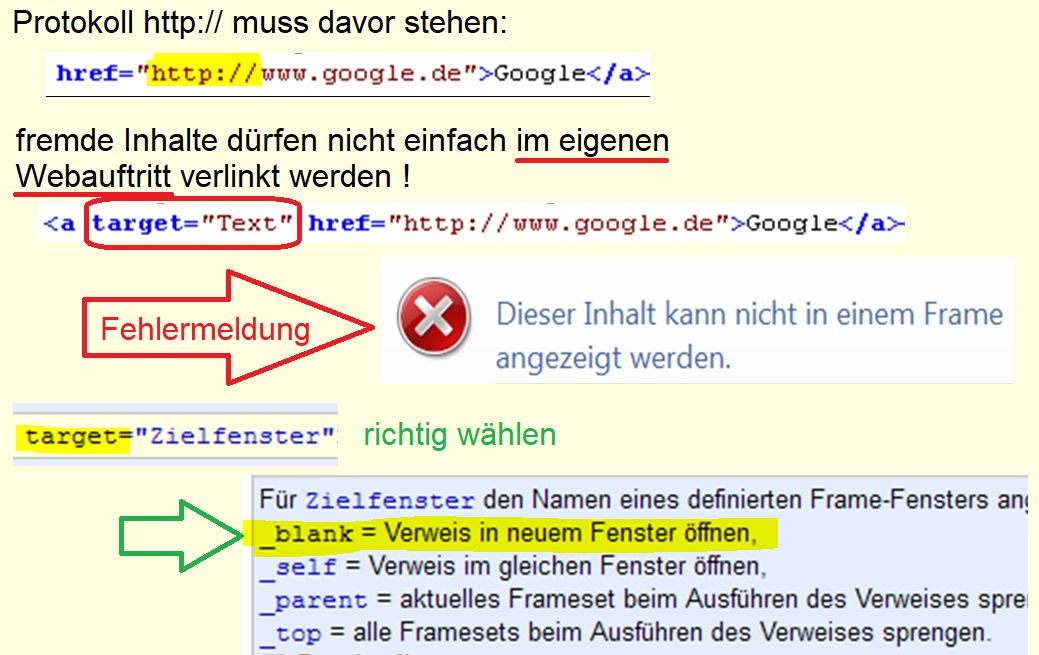 Protokoll http:// muss davor stehen:
href="http://www.google.de">Google</a>
fremde Inhalte dürfen nicht einfach im eigenen
Webauftritt verlinkt werden !
<a target="Text" href="http://www.google.de">Google</a>
Fehlermeldung
Dieser Inhalt kann nicht in einem Frame
angezeigt werden.
target="Zielfenster"
richtig wählen
Für Zielfenster den Namen eines definierten Frame-Fensters
_blank = Verweis in neuem Fenster öffnen,
_self = Verweis im gleichen Fenster öffnen,
_parent = aktuelles Frameset beim Ausführen des Verweises
_top = alle Framesets beim Ausführen des Verweises sprengen.